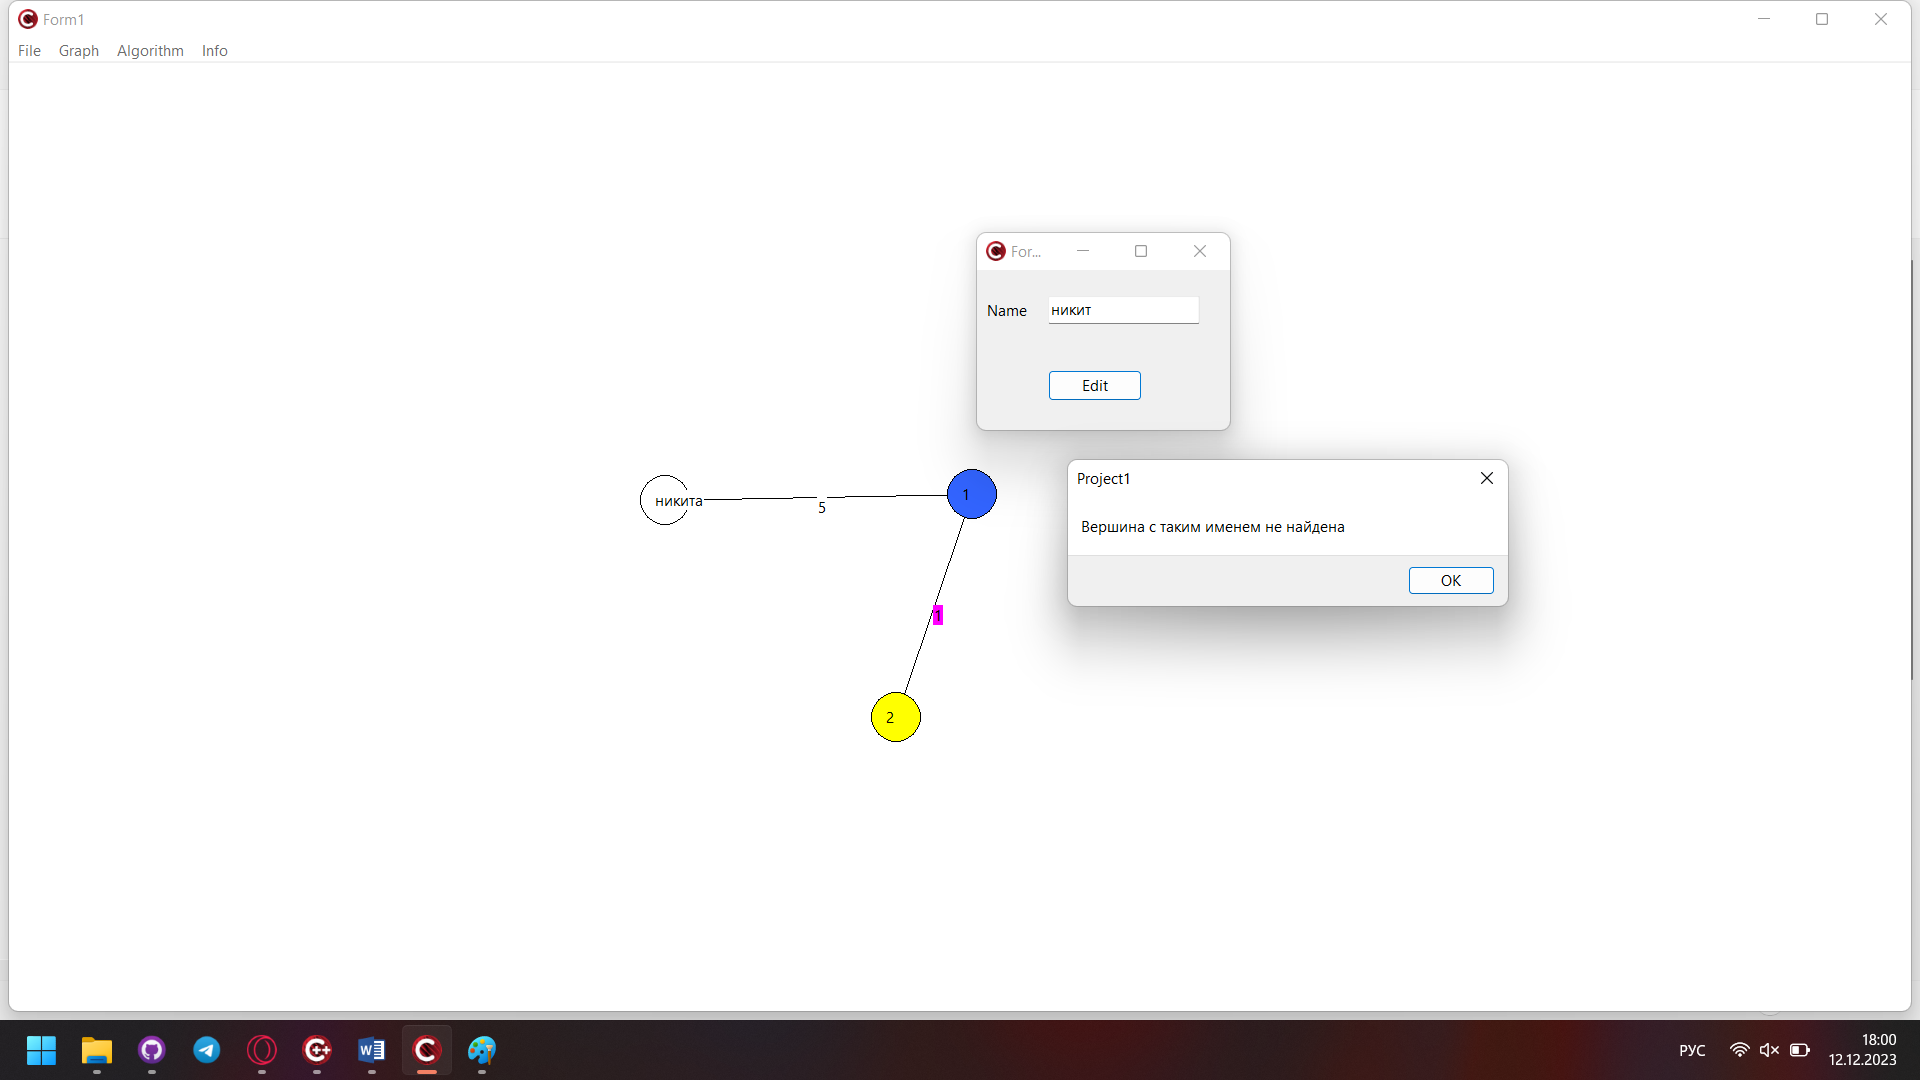 Form1
File Graph Algorithm Info
For...
Name никит
Edit
никита
5
1
Project1
Вершина с таким именем не найдена
OK
1
2
РУС
18:00
12.12.2023